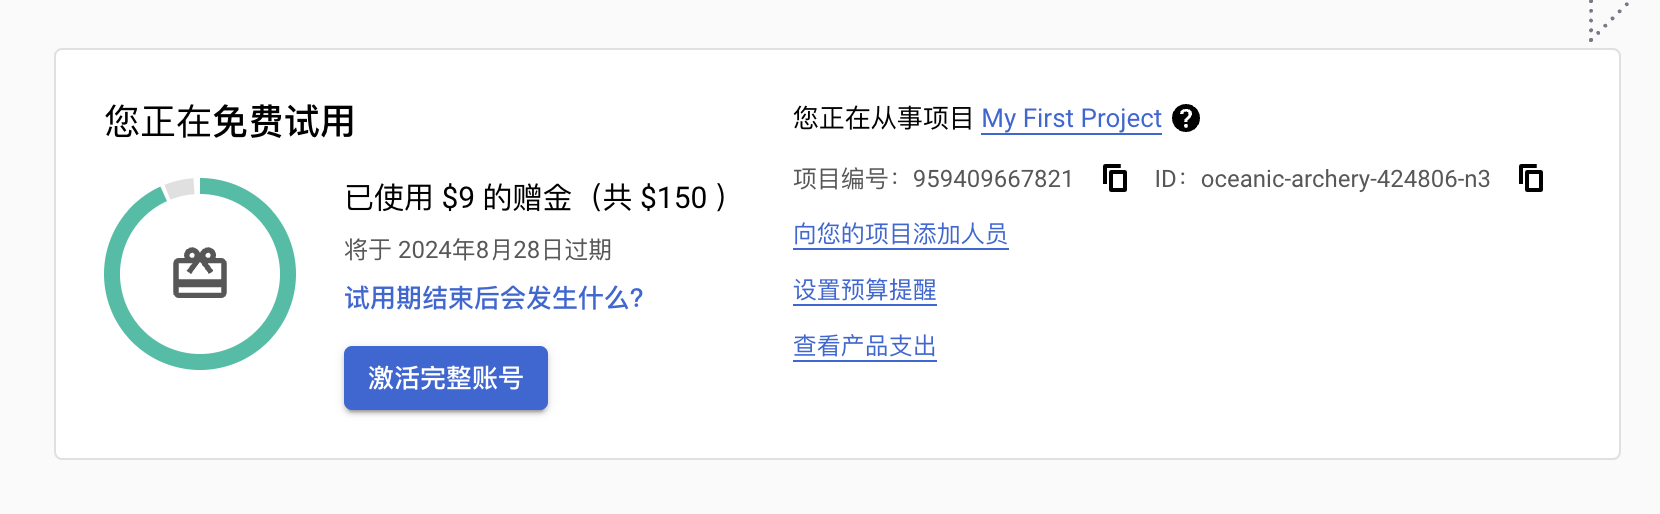 您正在免费试用
已使用 $9 的赠金（共 $150 ）
将于 2024年8月28日过期
试用期结束后会发生什么?
激活完整账号
您正在从事项目 My First Project ?
项目编号：959409667821 ID：oceanic-archery-424806-n3
向您的项目添加人员
设置预算提醒
查看产品支出